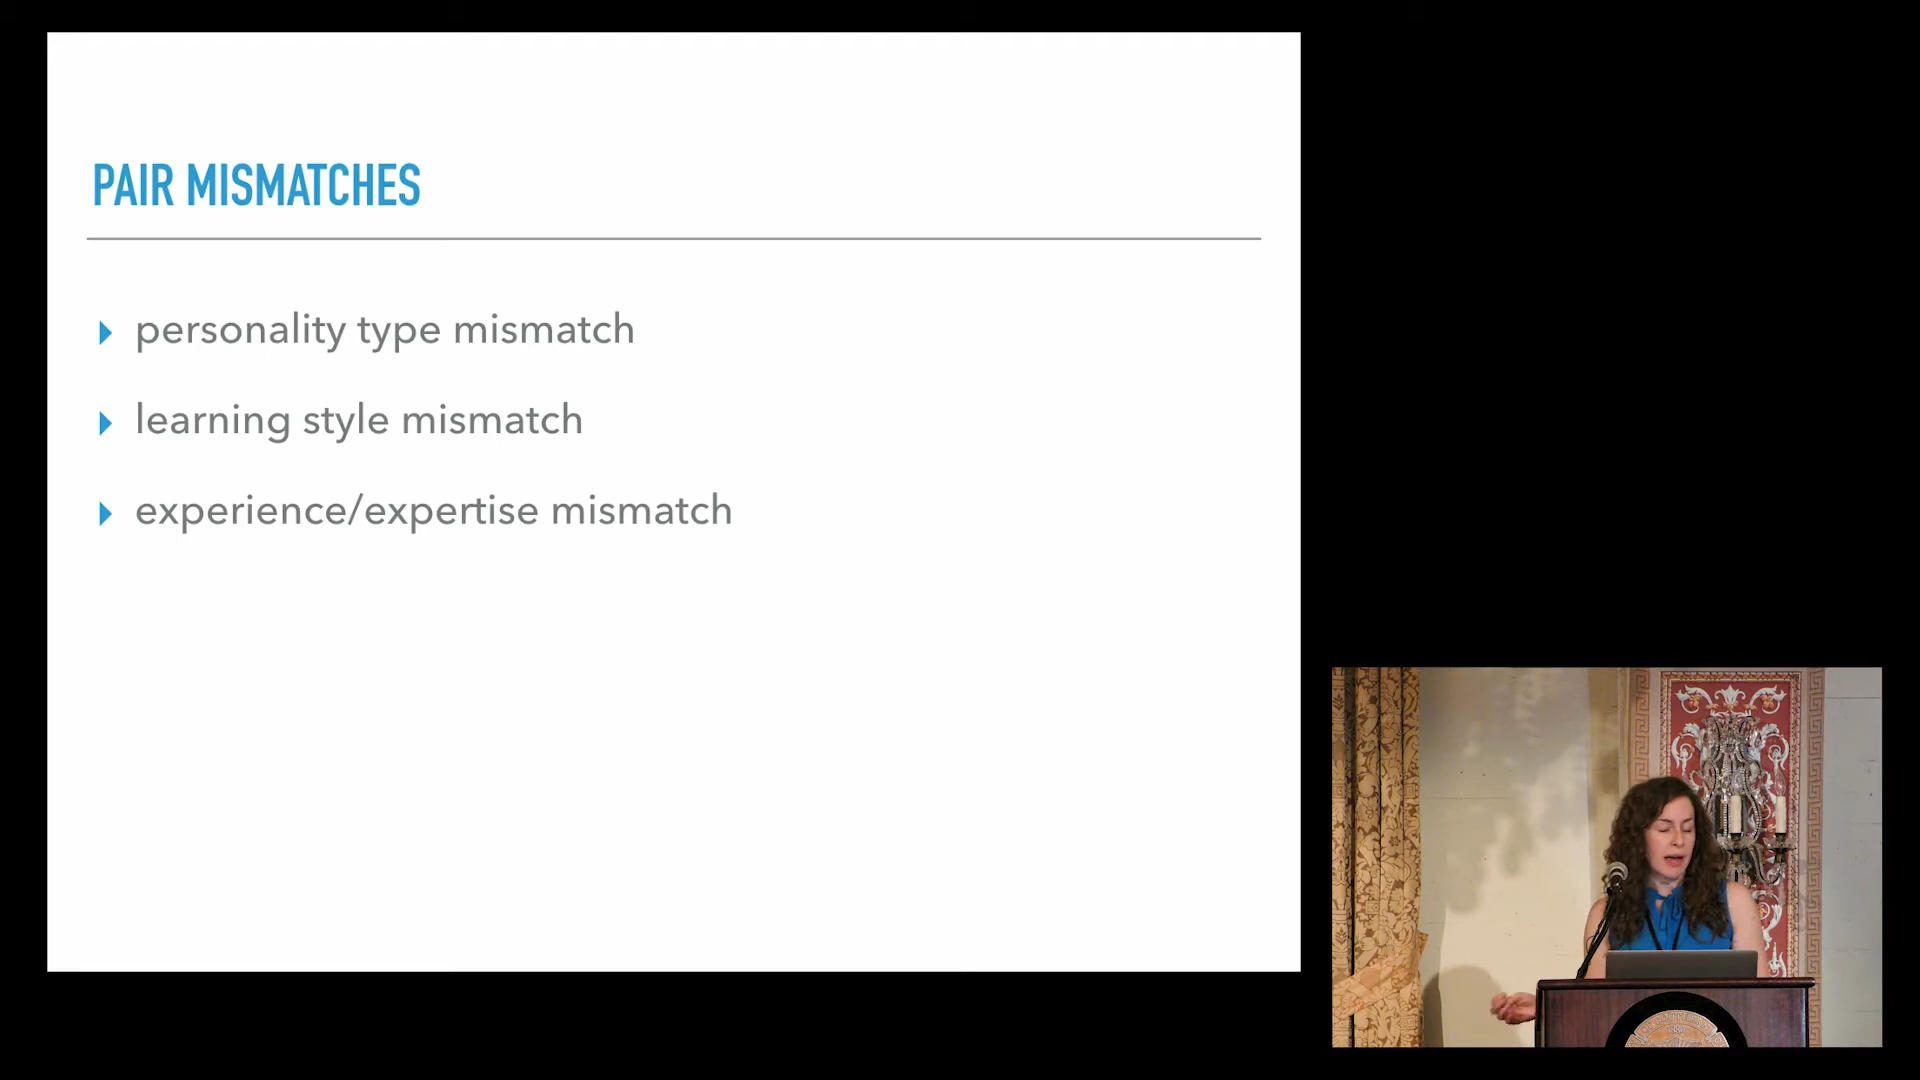 PAIR MISMATCHES
personality type mismatch
learning style mismatch
experience/expertise mismatch